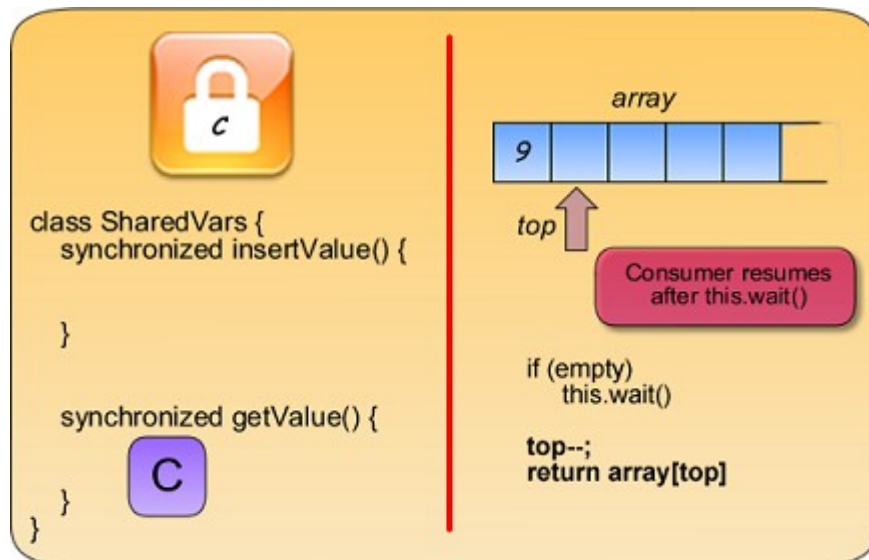 C
class SharedVars {
synchronized insertValue() {
}
synchronized getValue() {
C
}
}
array
9
top
Consumer resumes
after this.wait()
if (empty)
this.wait()
top--;
return array[top]